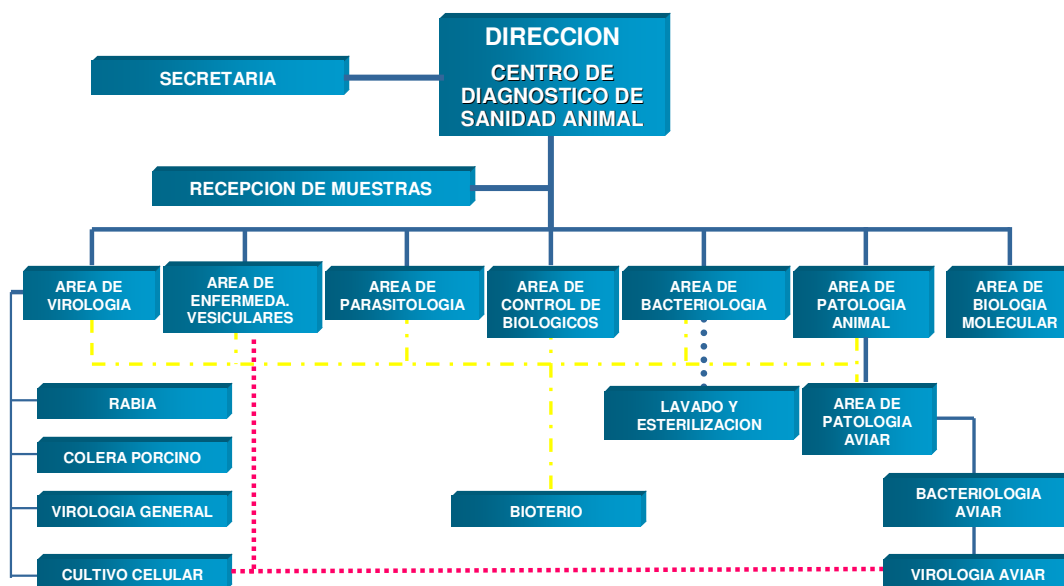 DIRECCION
CENTRO DE
DIAGNOSTICO DE
SANIDAD ANIMAL
SECRETARIA
RECEPCION DE MUESTRAS
AREA DE
VIROLOGIA
AREA DE
ENFERMEDA.
VESICULARES
AREA DE
PARASITOLOGIA
AREA DE
CONTROL DE
BIOLOGICOS
AREA DE
BACTERIOLOGIA
AREA DE
PATOLOGIA
ANIMAL
AREA DE
BIOLOGIA
MOLECULAR
RABIA
LAVADO Y
ESTERILIZACION
AREA DE
PATOLOGIA
AVIAR
COLERA PORCINO
VIROLOGIA GENERAL
BIOTERIO
BACTERIOLOGIA
AVIAR
CULTIVO CELULAR
VIROLOGIA AVIAR